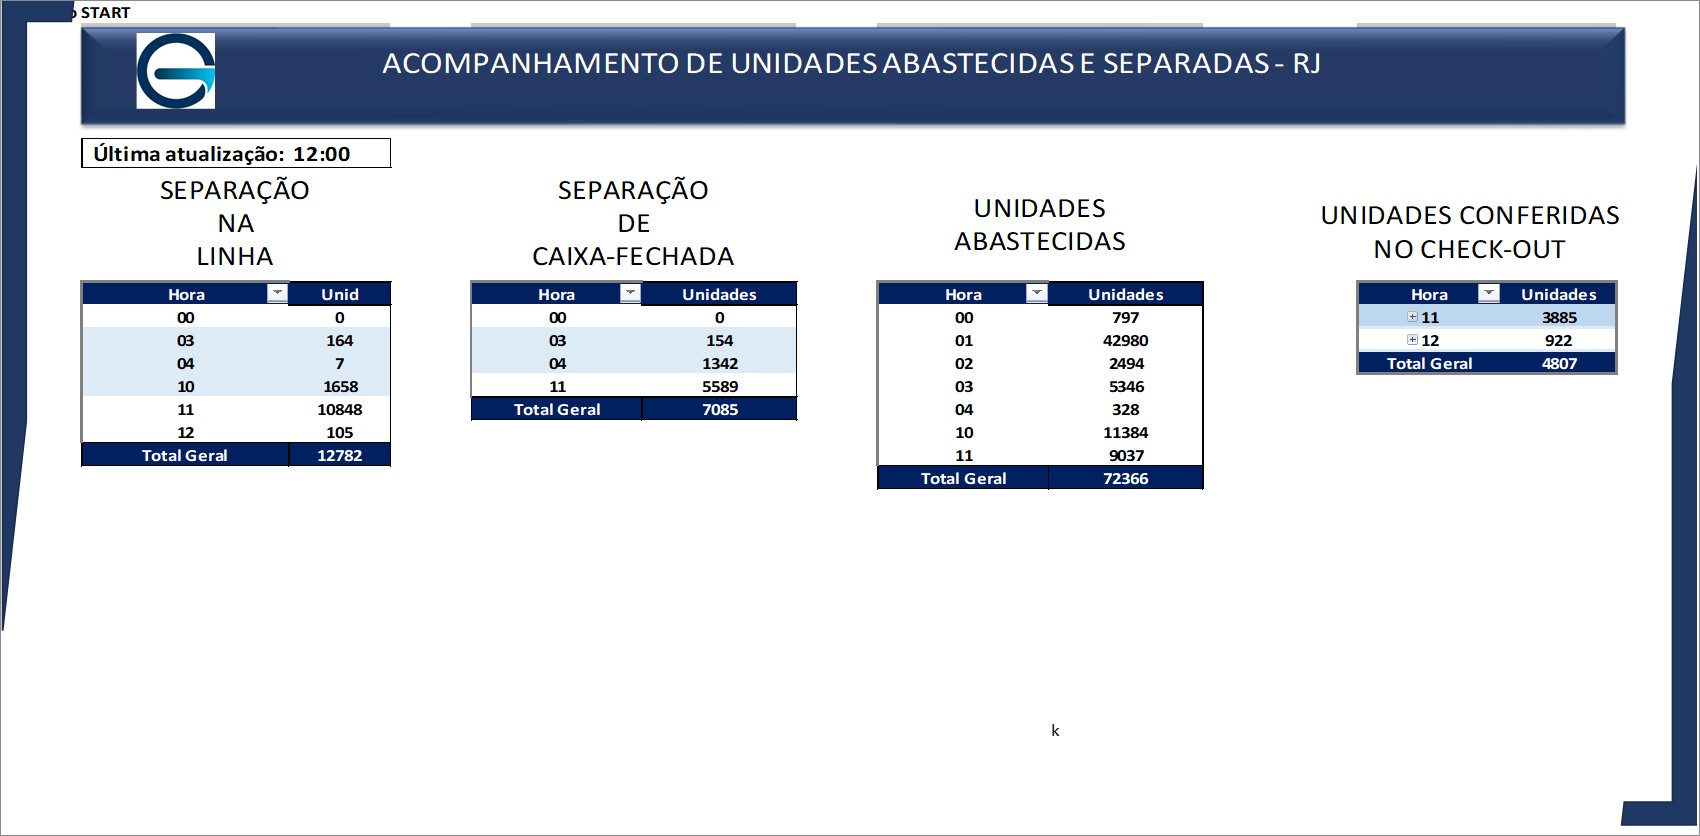 START
ACOMPANHAMENTO DE UNIDADES ABASTECIDAS E SEPARADAS - RJ
Última atualização: 12:00
SEPARAÇÃO
NA
LINHA
Hora Unid
00 0
03 164
04 7
10 1658
11 10848
12 105
Total Geral 12782
SEPARAÇÃO
DE
CAIXA-FECHADA
Hora Unidades
00 0
03 154
04 1342
11 5589
Total Geral 7085
UNIDADES
ABASTECIDAS
Hora Unidades
00 797
01 42980
02 2494
03 5346
04 328
10 11384
11 9037
Total Geral 72366
UNIDADES CONFERIDAS
NO CHECK-OUT
Hora Unidades
11 3885
12 922
Total Geral 4807
k